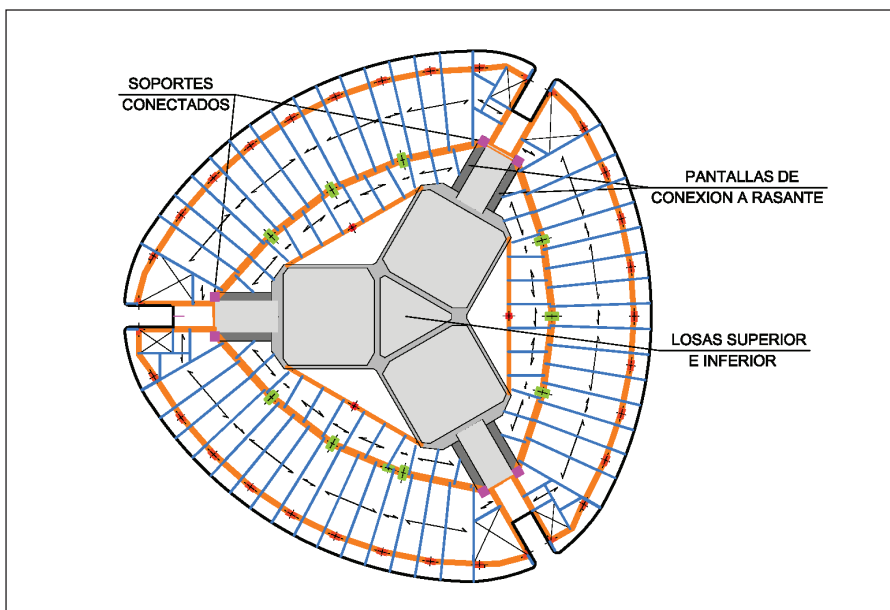 SOPORTES
CONECTADOS
PANTALLAS DE
CONEXION A RASANTE
LOSAS SUPERIOR
E INFERIOR